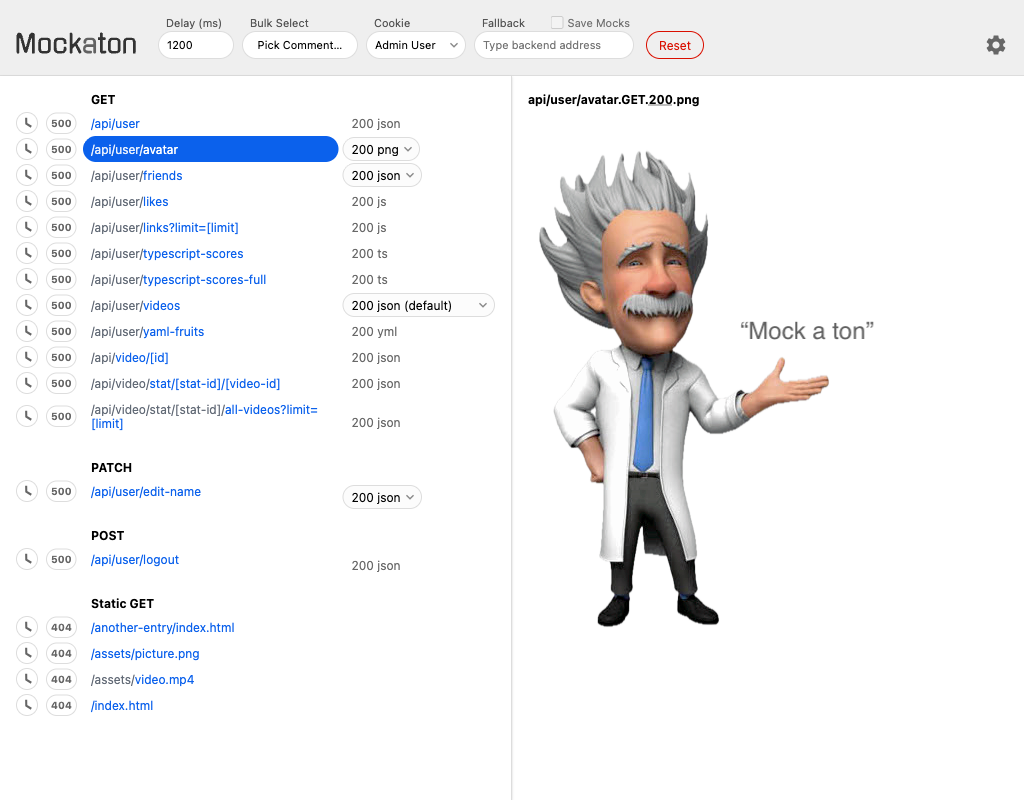 Mockaton
Delay (ms)
1200
Bulk Select
Pick Comment…
Cookie
Admin User
Fallback
Save Mocks
Type backend address
Reset
GET
500 /api/user 200 json
500 /api/user/avatar 200 png
500 /api/user/friends 200 json
500 /api/user/likes 200 js
500 /api/user/links?limit=[limit] 200 js
500 /api/user/typescript-scores 200 ts
500 /api/user/typescript-scores-full 200 ts
500 /api/user/videos 200 json (default)
500 /api/user/yaml-fruits 200 yml
500 /api/video/[id] 200 json
500 /api/video/stat/[stat-id]/[video-id] 200 json
500 /api/video/stat/[stat-id]/all-videos?limit=
[limit] 200 json
PATCH
500 /api/user/edit-name 200 json
POST
500 /api/user/logout 200 json
Static GET
404 /another-entry/index.html
404 /assets/picture.png
404 /assets/video.mp4
404 /index.html
api/user/avatar.GET.200.png
“Mock a ton”